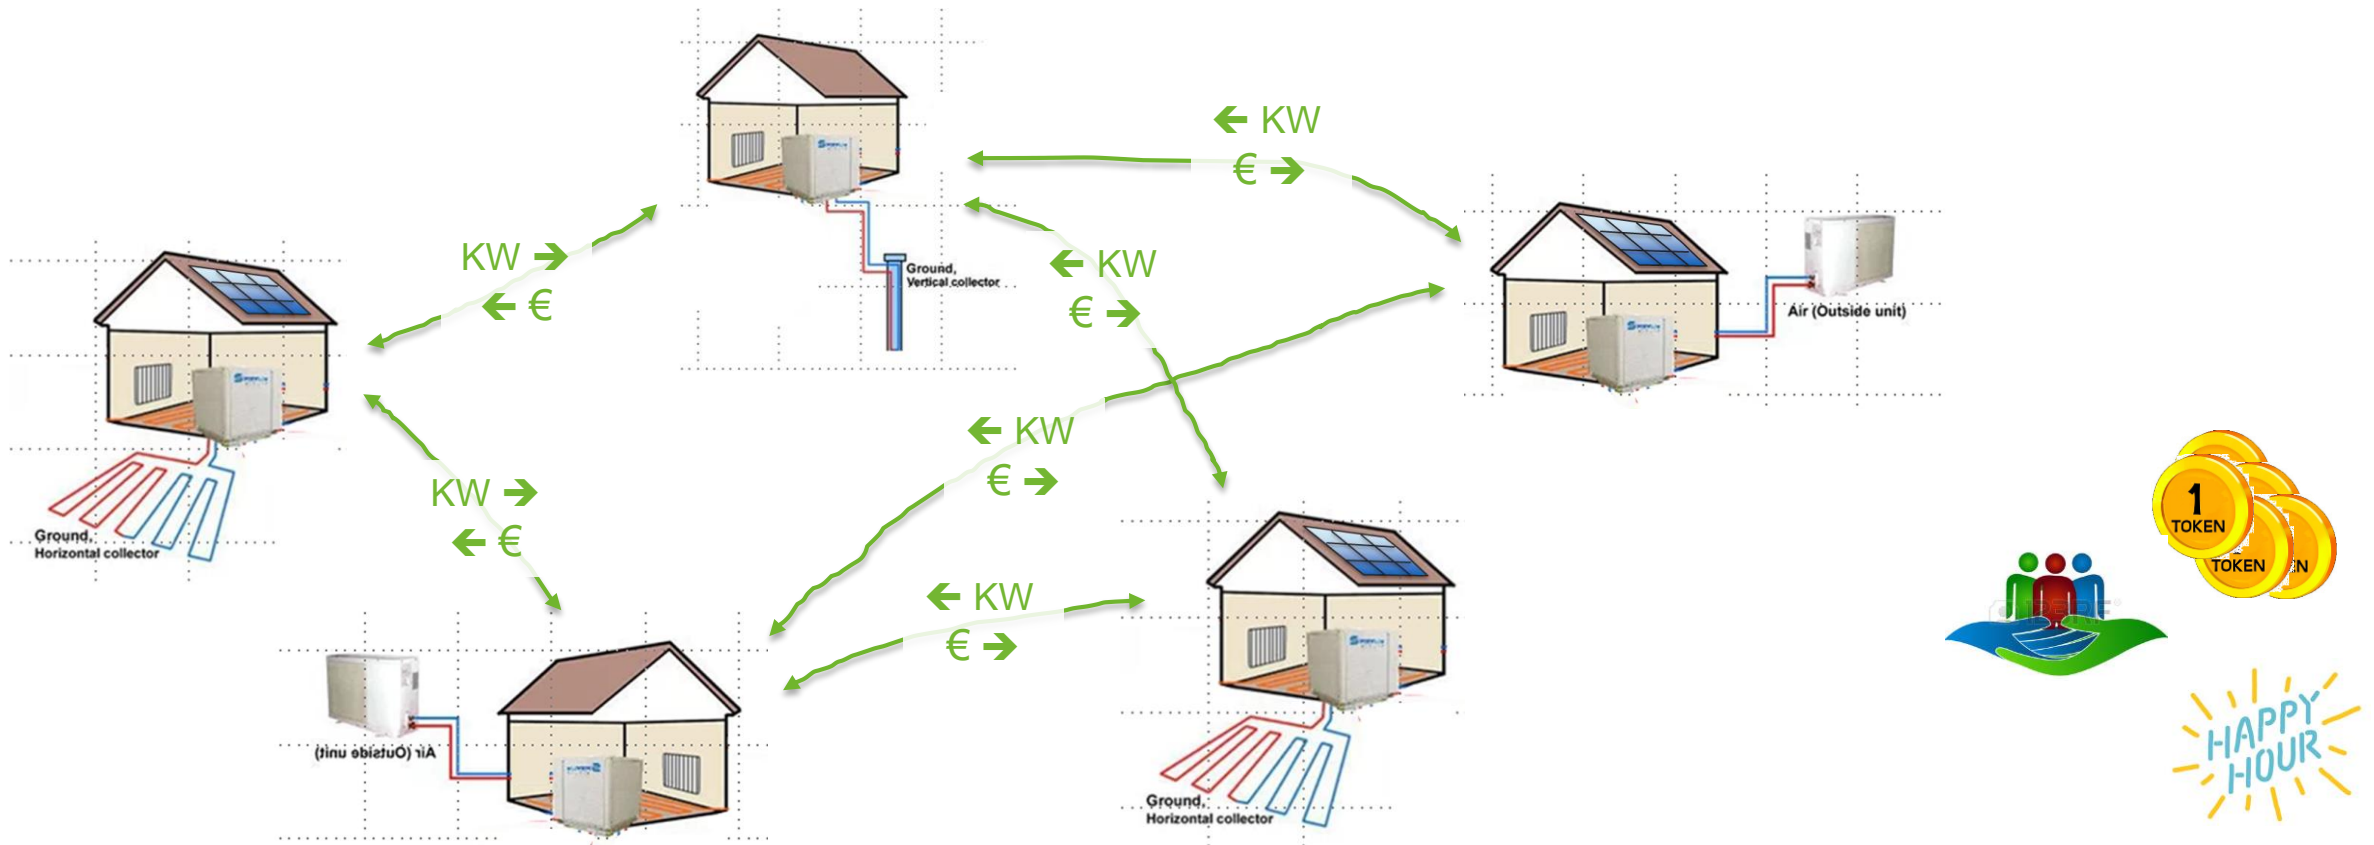 ← KW
€ →
KW →
← €
Ground,
Vertical collector
← KW
€ →
Air (Outside unit)
← KW
€ →
KW →
← €
Ground,
Horizontal collector
1
TOKEN
TOKEN
EN
← KW
€ →
Air (Outside unit)
HAPPY
HOUR
Ground,
Horizontal collector